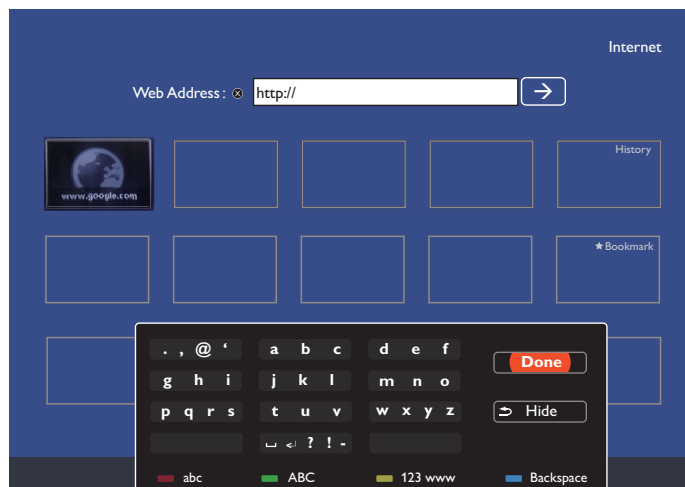 Internet
Web Address : http://
www.google.com
History
Bookmark
. , @ ‘ a b c d e f
Done
g h i j k l m n o
p q r s t u v w x y z
Hide
? ! -
abc ABC 123 www Backspace